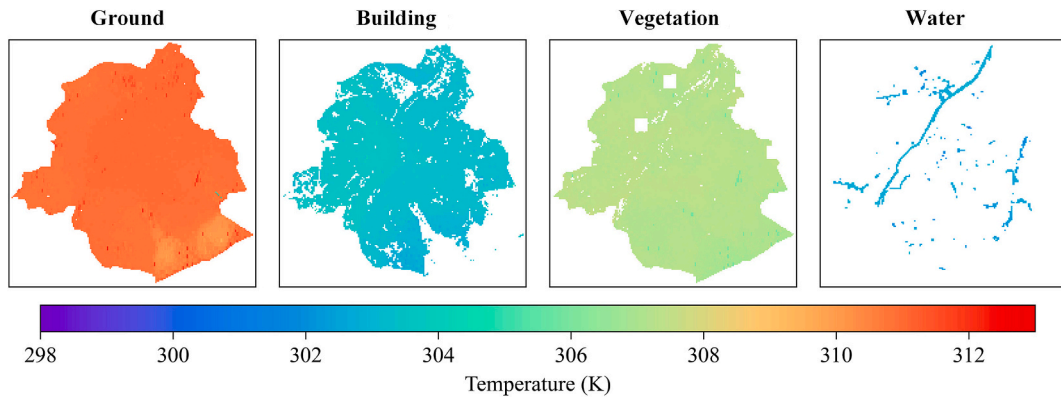 Ground Building Vegetation Water
298 300 302 304 306 308 310 312
Temperature (K)